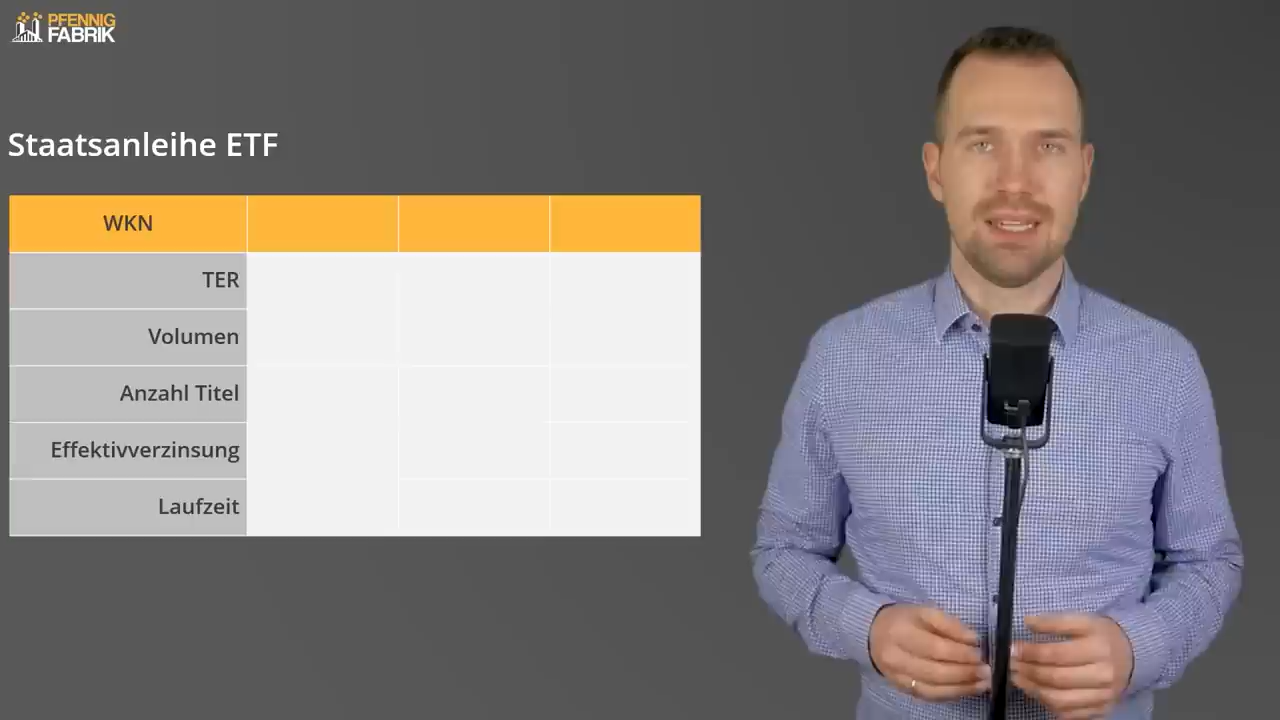 PFENNIG
FABRIK
Staatsanleihe ETF
WKN
TER
Volumen
Anzahl Titel
Effektivverzinsung
Laufzeit